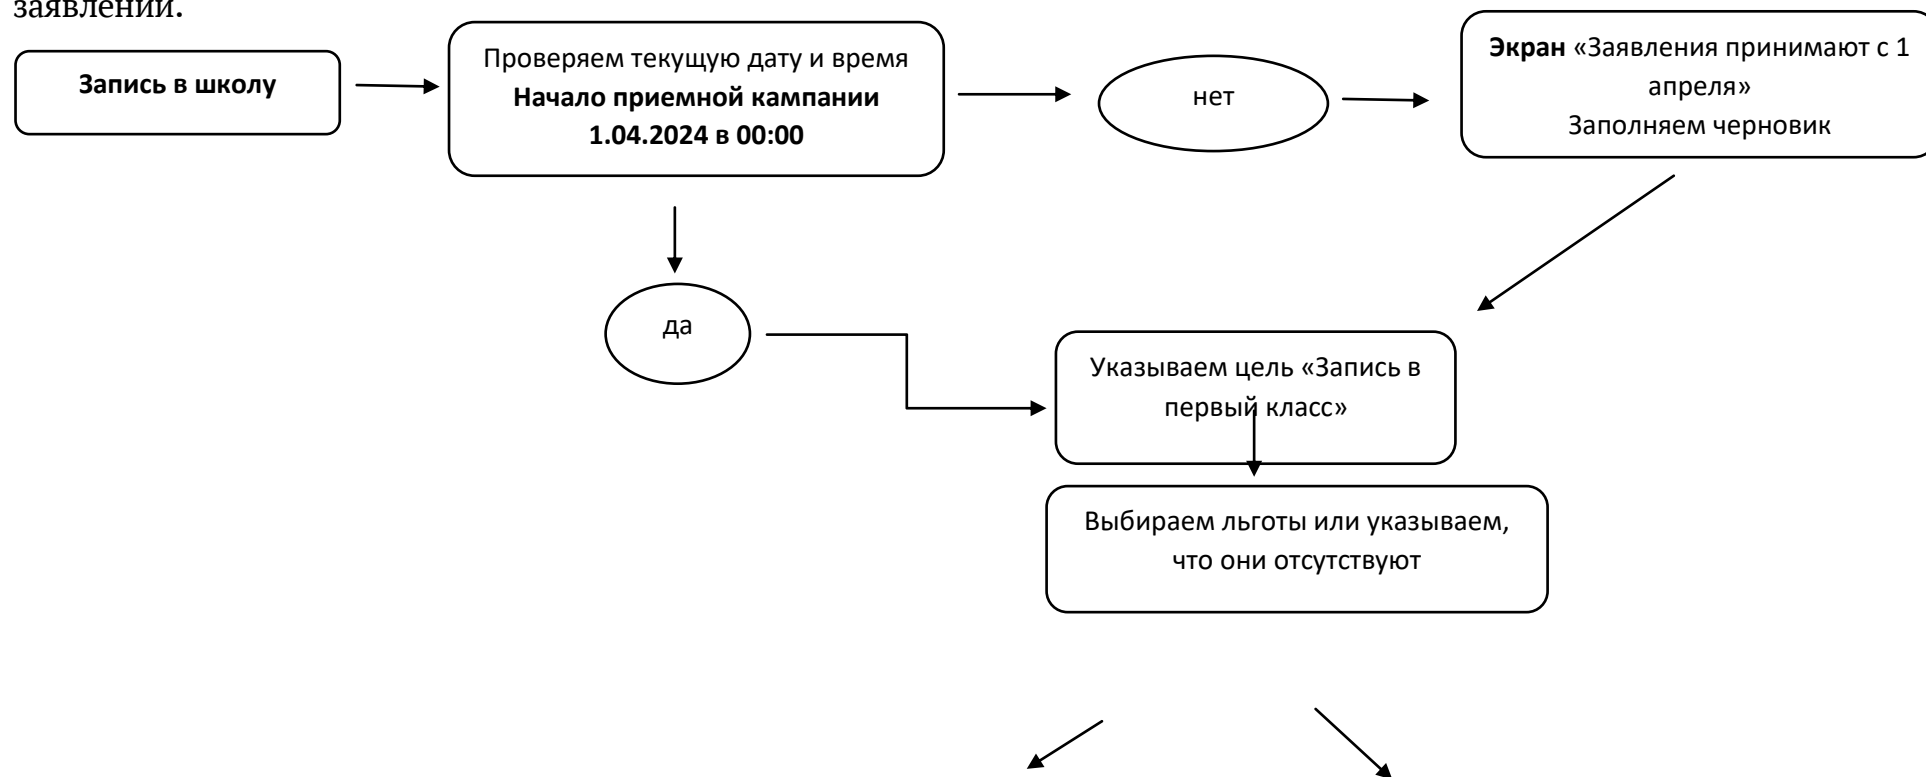 заявлений.
Запись в школу
Проверяем текущую дату и время
Начало приемной кампании
1.04.2024 в 00:00
нет
Экран «Заявления принимают с 1
апреля»
Заполняем черновик
да
Указываем цель «Запись в
первый класс»
Выбираем льготы или указываем,
что они отсутствуют